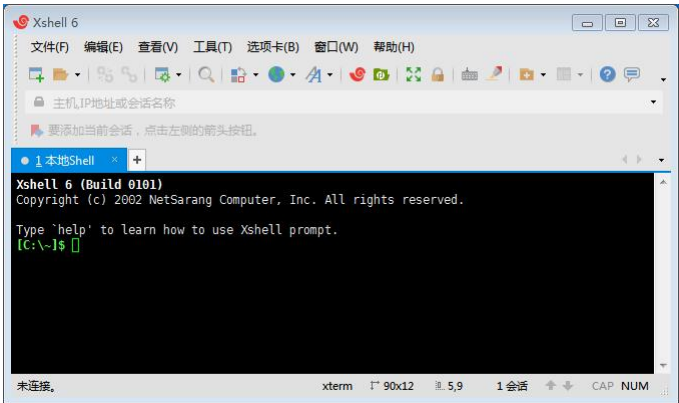 Xshell 6
文件(F) 编辑(E) 查看(V) 工具(T) 选项卡(B) 窗口(W) 帮助(H)
主机,IP地址或会话名称
要添加当前会话，点击左侧的箭头按钮。
1 本地Shell × +
Xshell 6 (Build 0101)
Copyright (c) 2002 NetSarang Computer, Inc. All rights reserved.
Type `help' to learn how to use Xshell prompt.
[C:\~]$
未连接。 xterm 90x12 5,9 1 会话 CAP NUM